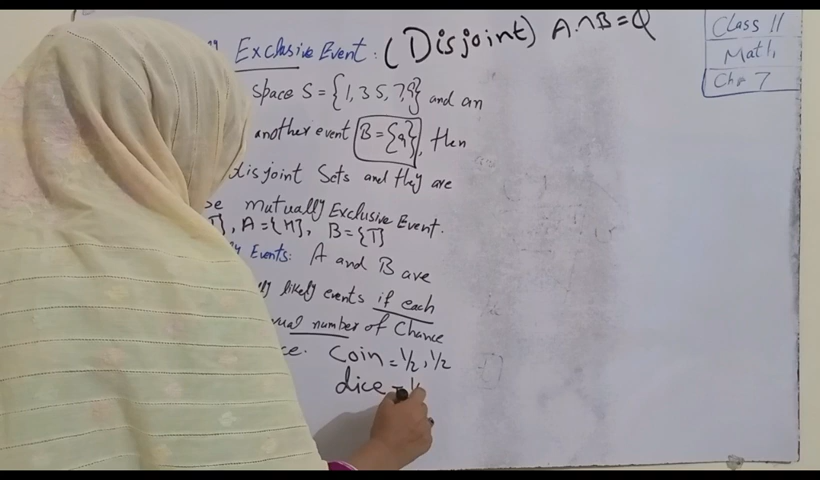 Exclusive Event: (Disjoint) A∩B=Q
Class 11
Math
Ch# 7
space S = {1,3 5,7,9} and an
another event B = {9}, then
disjoint Sets and they are
mutually Exclusive Event.
, A = {H}, B = {T}
Events: A and B are
likely events if each
number of Chance
Coin = 1/2, 1/2
dice =